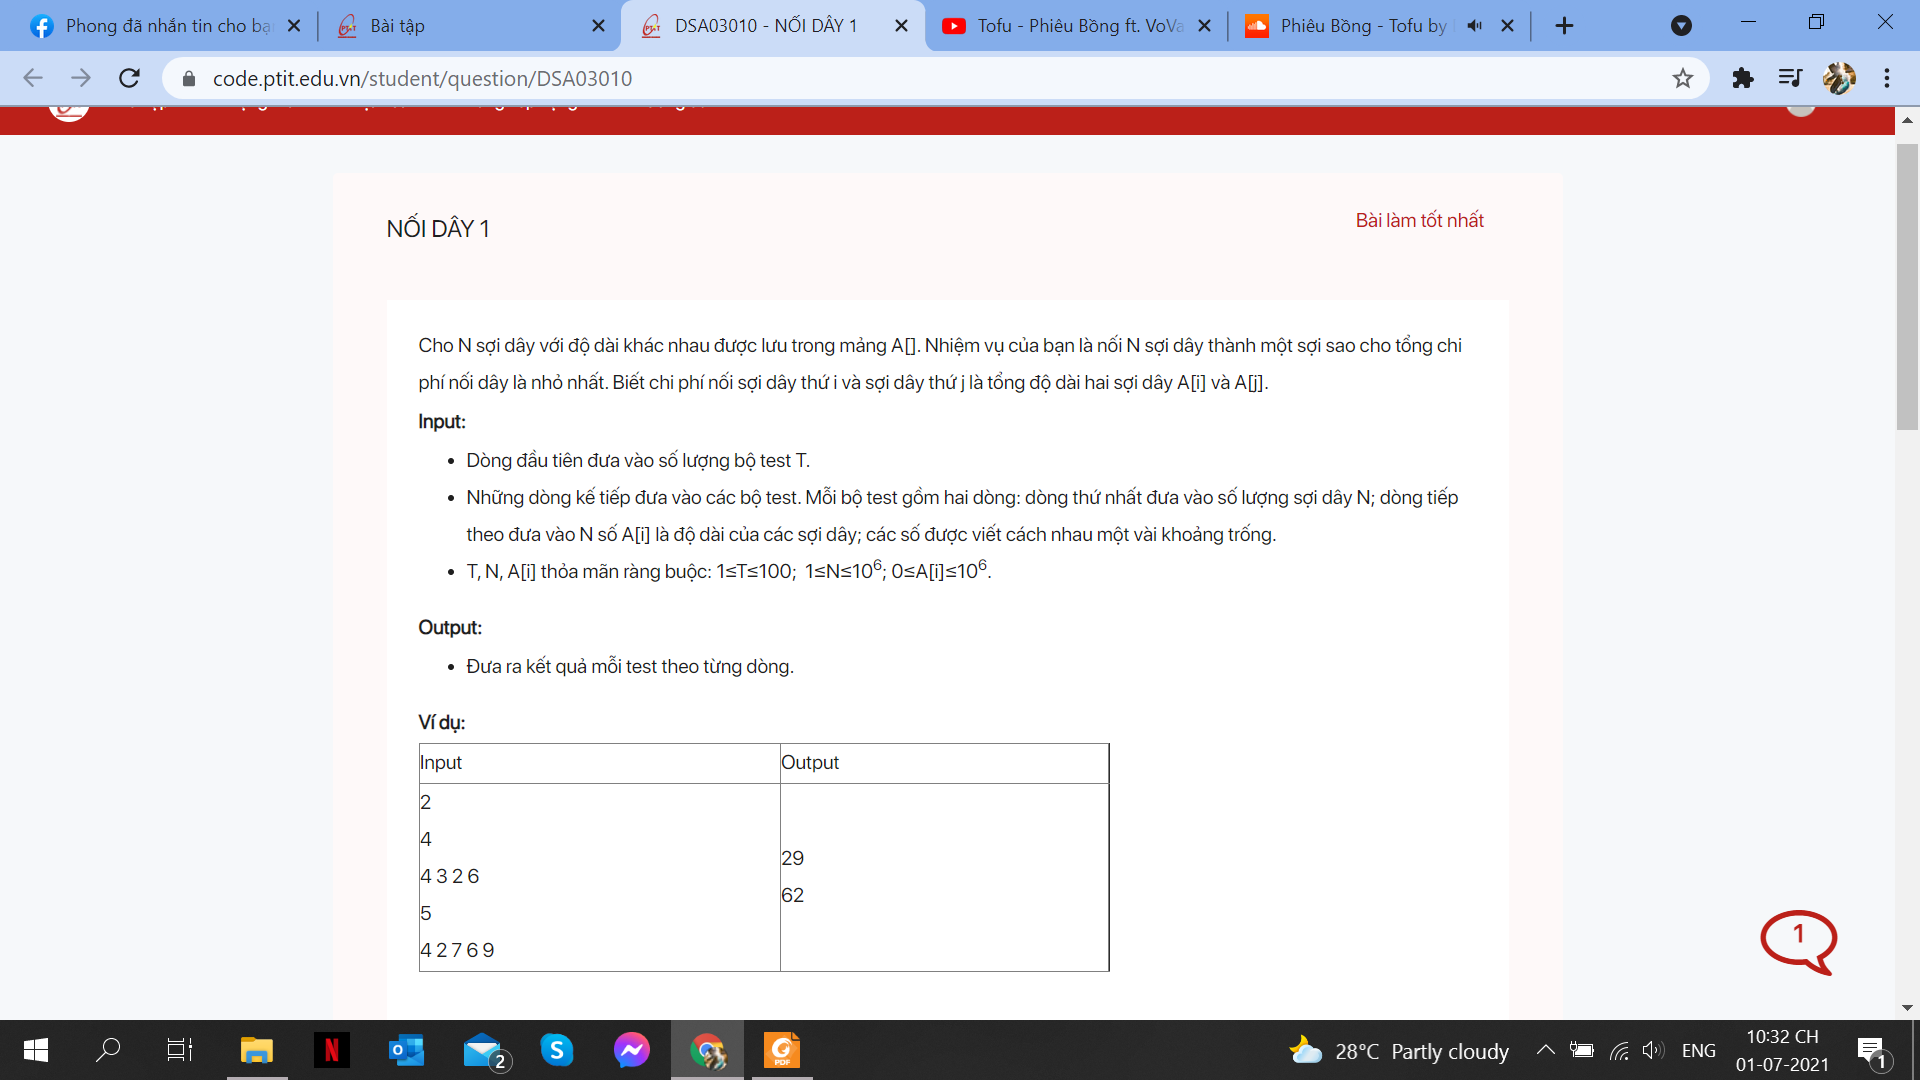 Phong đã nhắn tin cho bạ
Bài tập
DSA03010 - NỐI DÂY 1
Tofu - Phiêu Bồng ft. VoVa
Phiêu Bồng - Tofu by
code.ptit.edu.vn/student/question/DSA03010
NỐI DÂY 1
Bài làm tốt nhất
Cho N sợi dây với độ dài khác nhau được lưu trong mảng A[]. Nhiệm vụ của bạn là nối N sợi dây thành một sợi sao cho tổng chi
phí nối dây là nhỏ nhất. Biết chi phí nối sợi dây thứ i và sợi dây thứ j là tổng độ dài hai sợi dây A[i] và A[j].
Input:
• Dòng đầu tiên đưa vào số lượng bộ test T.
• Những dòng kế tiếp đưa vào các bộ test. Mỗi bộ test gồm hai dòng: dòng thứ nhất đưa vào số lượng sợi dây N; dòng tiếp
theo đưa vào N số A[i] là độ dài của các sợi dây; các số được viết cách nhau một vài khoảng trống.
• T, N, A[i] thỏa mãn ràng buộc: 1≤T≤100; 1≤N≤10⁶; 0≤A[i]≤10⁶.
Output:
• Đưa ra kết quả mỗi test theo từng dòng.
Ví dụ:
Input
Output
2
4
4 3 2 6
5
4 2 7 6 9
29
62
1
N
2
S
PDF
28°C Partly cloudy
ENG
10:32 CH
01-07-2021
1